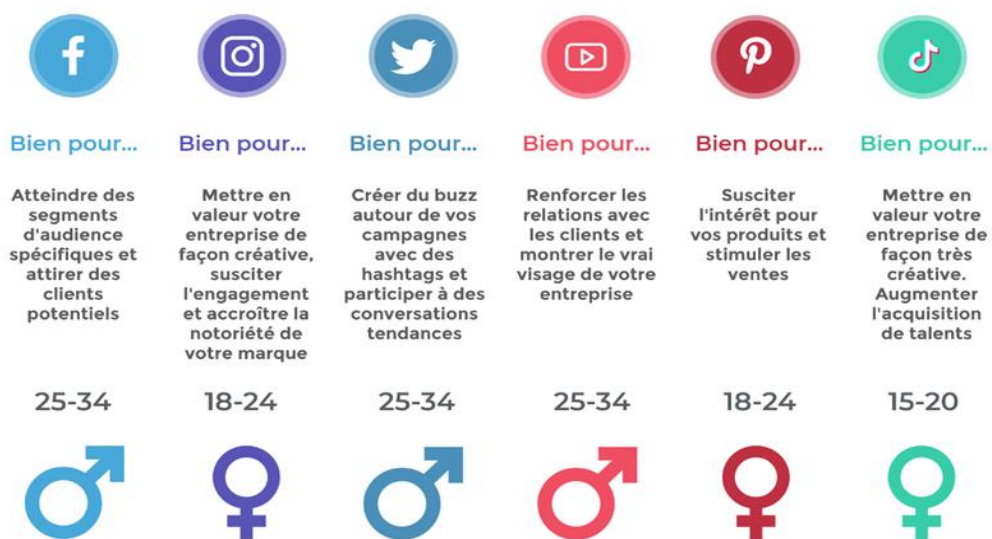 Bien pour...
Atteindre des
segments
d'audience
spécifiques et
attirer des
clients
potentiels
25-34
Bien pour...
Mettre en
valeur votre
entreprise de
façon créative,
susciter
l'engagement
et accroître la
notoriété de
votre marque
18-24
Bien pour...
Créer du buzz
autour de vos
campagnes
avec des
hashtags et
participer à des
conversations
tendances
25-34
Bien pour...
Renforcer les
relations avec
les clients et
montrer le vrai
visage de votre
entreprise
25-34
Bien pour...
Susciter
l'intérêt pour
vos produits et
stimuler les
ventes
18-24
Bien pour...
Mettre en
valeur votre
entreprise de
façon très
créative.
Augmenter
l'acquisition
de talents
15-20